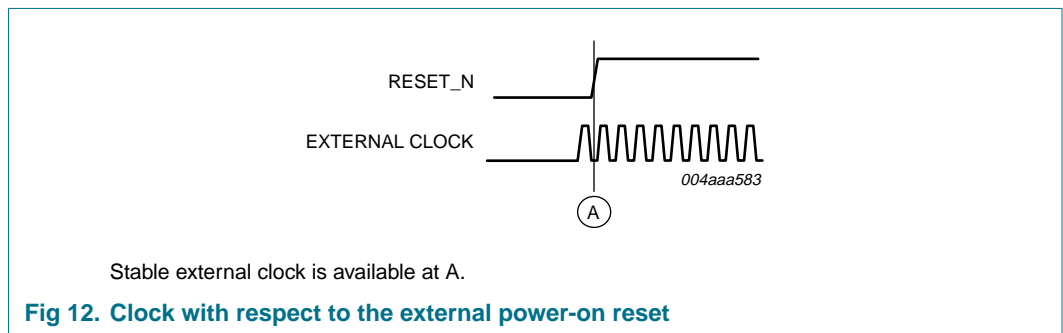 RESET_N
EXTERNAL CLOCK
004aaa583
A
Stable external clock is available at A.
Fig 12. Clock with respect to the external power-on reset